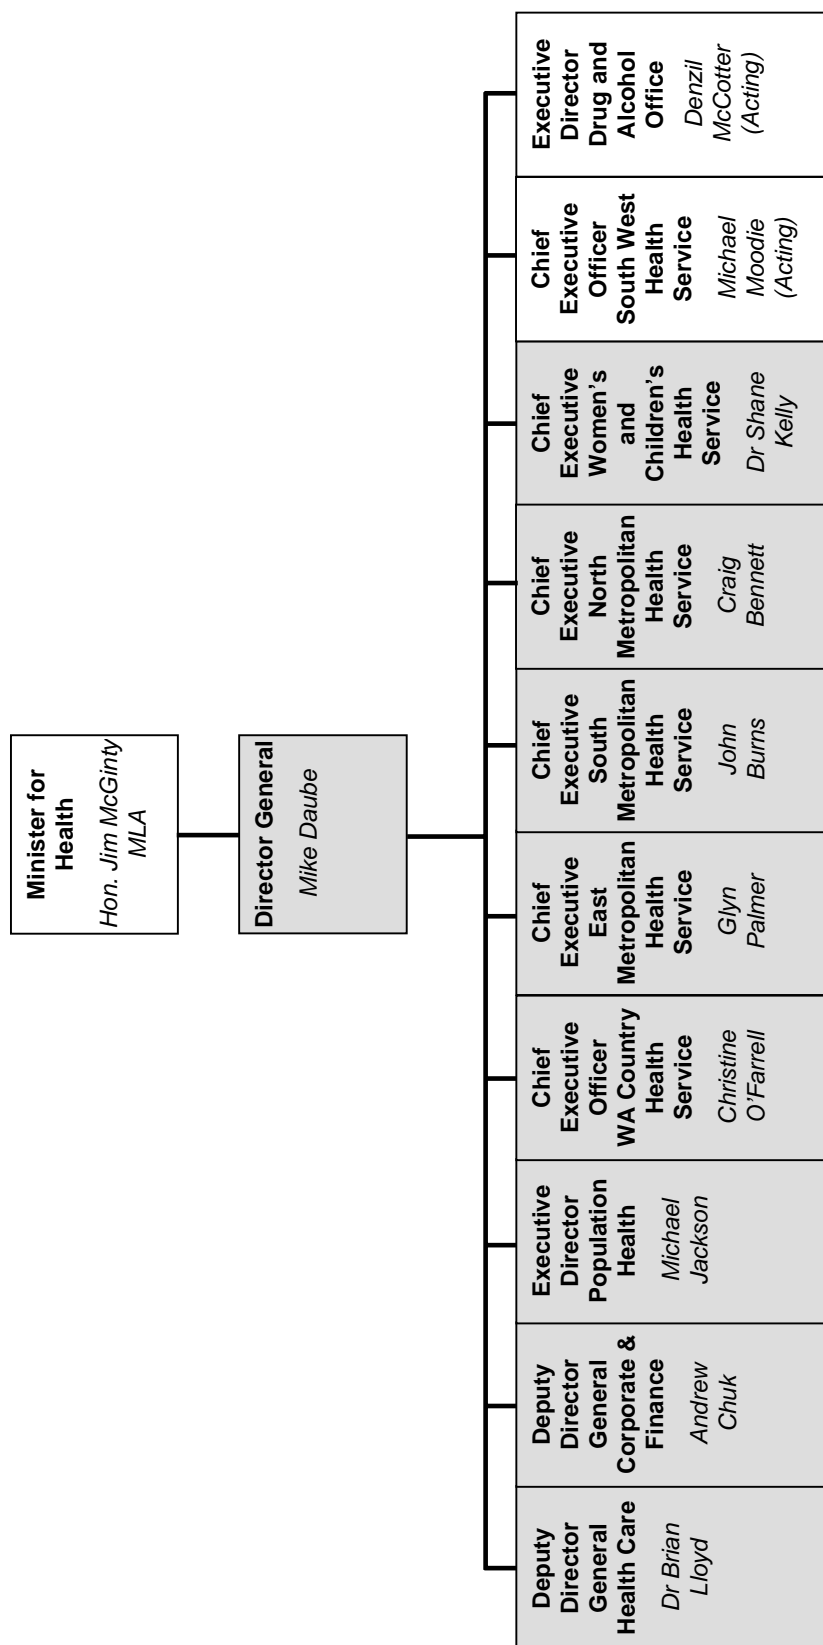 Minister for
Health
Hon. Jim McGinty
MLA
Director General
Mike Daube
Deputy
Director
General
Health Care
Dr Brian
Lloyd
Deputy
Director
General
Corporate &
Finance
Andrew
Chuk
Executive
Director
Population
Health
Michael
Jackson
Chief
Executive
Officer
WA Country
Health
Service
Christine
O'Farrell
Chief
Executive
East
Metropolitan
Health
Service
Glyn
Palmer
Chief
Executive
South
Metropolitan
Health
Service
John
Burns
Chief
Executive
North
Metropolitan
Health
Service
Craig
Bennett
Chief
Executive
Women's
and
Children's
Health
Service
Dr Shane
Kelly
Chief
Executive
Officer
South West
Health
Service
Michael
Moodie
(Acting)
Executive
Director
Drug and
Alcohol
Office
Denzil
McCotter
(Acting)